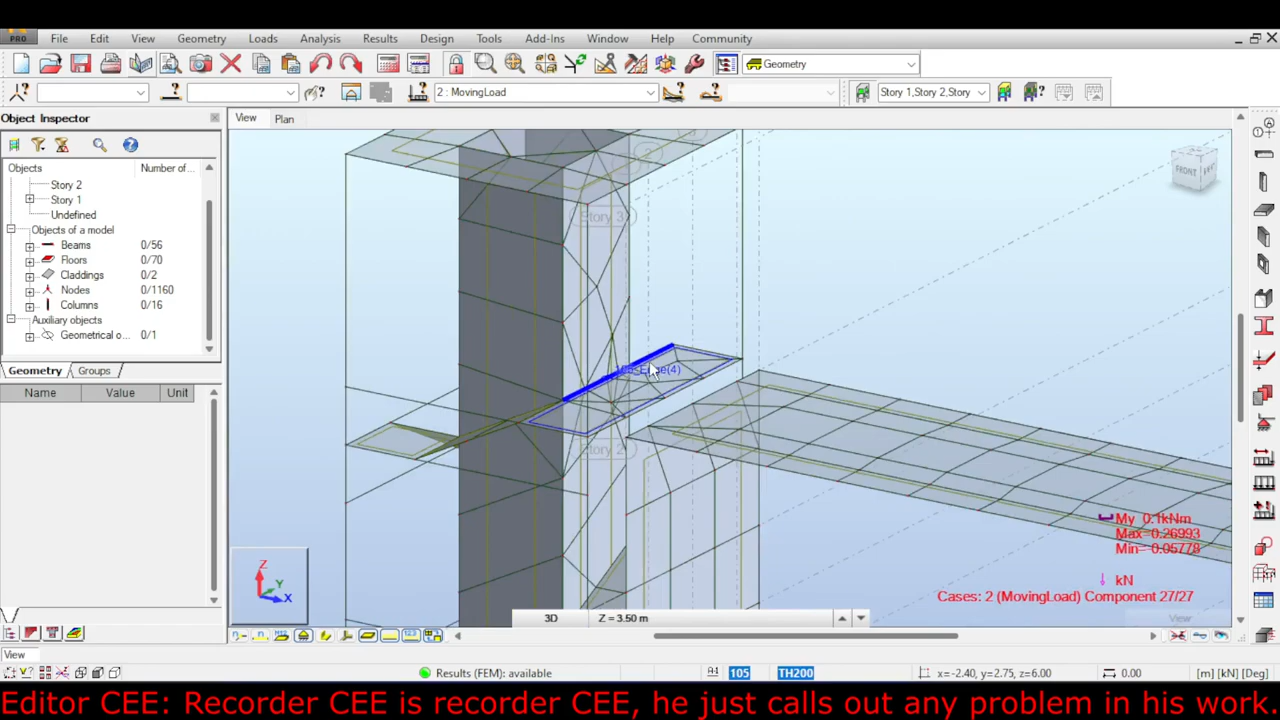 PRO
File Edit View Geometry Loads Analysis Results Design Tools Add-Ins Window Help Community
Geometry
2 : MovingLoad
Story 1,Story 2,Story
Object Inspector
View Plan
Objects Number of...
Story 2
Story 1
Undefined
Objects of a model
Beams 0/56
Floors 0/70
Claddings 0/2
Nodes 0/1160
Columns 0/16
Auxiliary objects
Geometrical o... 0/1
Geometry Groups
Name Value Unit
FRONT
Story 3
Story 2
My 0.1kNm
Max=0.26993
Min= 0.05778
kN
Cases: 2 (MovingLoad) Component 27/27
Z
Y
X
3D Z = 3.50 m
View
View
Results (FEM): available 105 TH200 x=-2.40, y=2.75, z=6.00 0.00 [m] [kN] [Deg]
Editor CEE: Recorder CEE is recorder CEE, he just calls out any problem in his work.